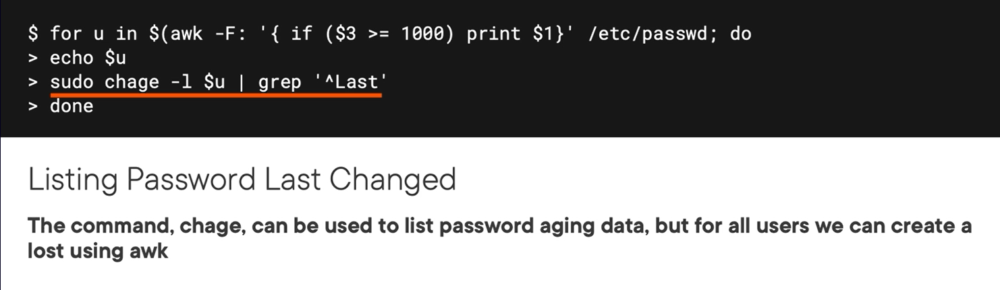 $ for u in $(awk -F: '{ if ($3 >= 1000) print $1}' /etc/passwd; do
> echo $u
> sudo chage -l $u | grep '^Last'
> done
Listing Password Last Changed
The command, chage, can be used to list password aging data, but for all users we can create a
lost using awk